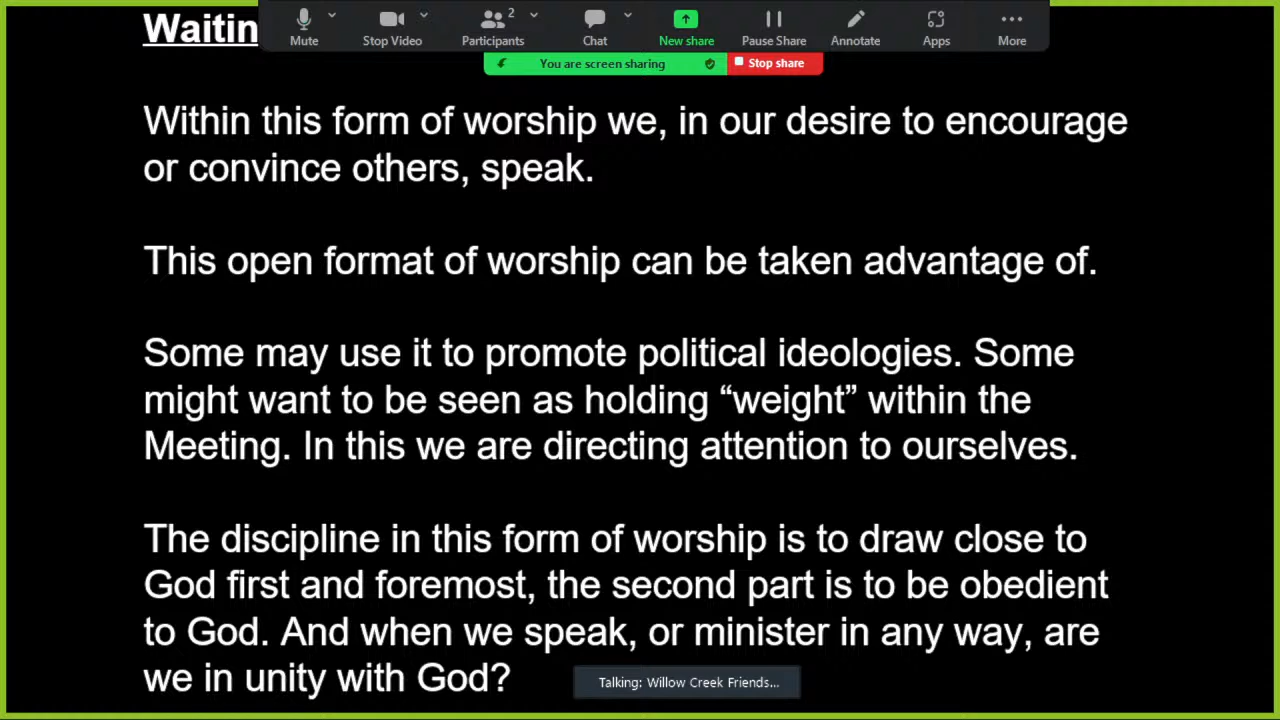 Waitin
Mute
Stop Video
2
Participants
Chat
New share
Pause Share
Annotate
Apps
More
You are screen sharing
Stop share
Within this form of worship we, in our desire to encourage
or convince others, speak.
This open format of worship can be taken advantage of.
Some may use it to promote political ideologies. Some
might want to be seen as holding “weight” within the
Meeting. In this we are directing attention to ourselves.
The discipline in this form of worship is to draw close to
God first and foremost, the second part is to be obedient
to God. And when we speak, or minister in any way, are
we in unity with God?
Talking: Willow Creek Friends...